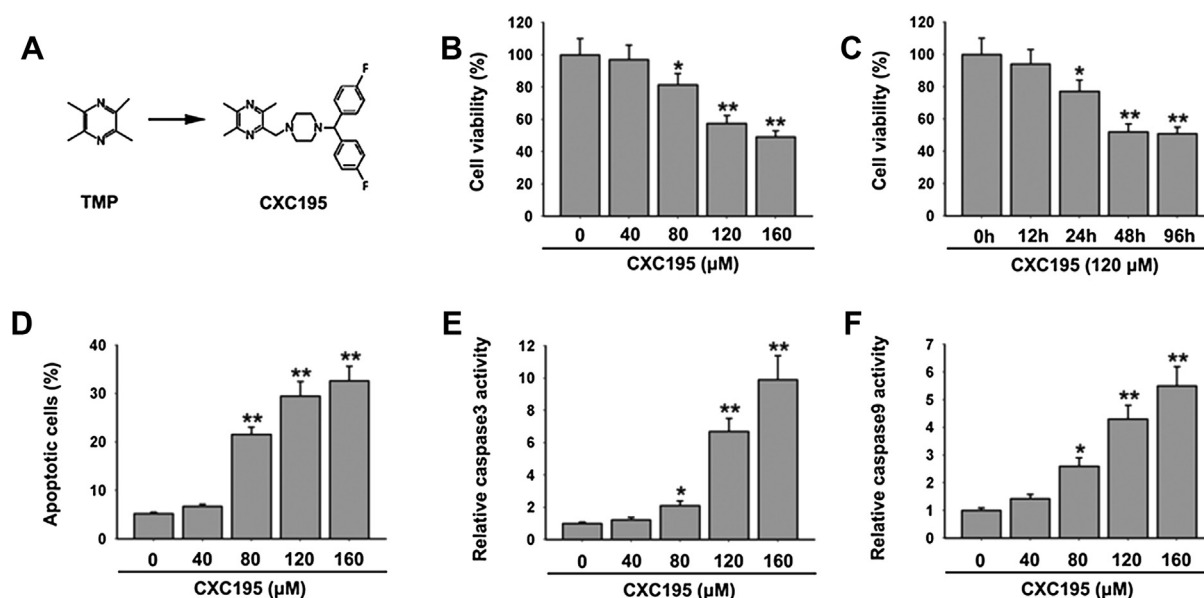 A
N
N
TMP
N
N
N
N
F
F
CXC195
B
Cell viability (%)
120
100
80
60
40
20
0
*
**
**
0 40 80 120 160
CXC195 (µM)
C
Cell viability (%)
120
100
80
60
40
20
0
*
**
**
0h 12h 24h 48h 96h
CXC195 (120 µM)
D
Apoptotic cells (%)
40
30
20
10
0
**
**
**
0 40 80 120 160
CXC195 (µM)
E
Relative caspase3 activity
12
10
8
6
4
2
0
*
**
**
0 40 80 120 160
CXC195 (µM)
F
Relative caspase9 activity
7
6
5
4
3
2
1
0
*
**
**
0 40 80 120 160
CXC195 (µM)